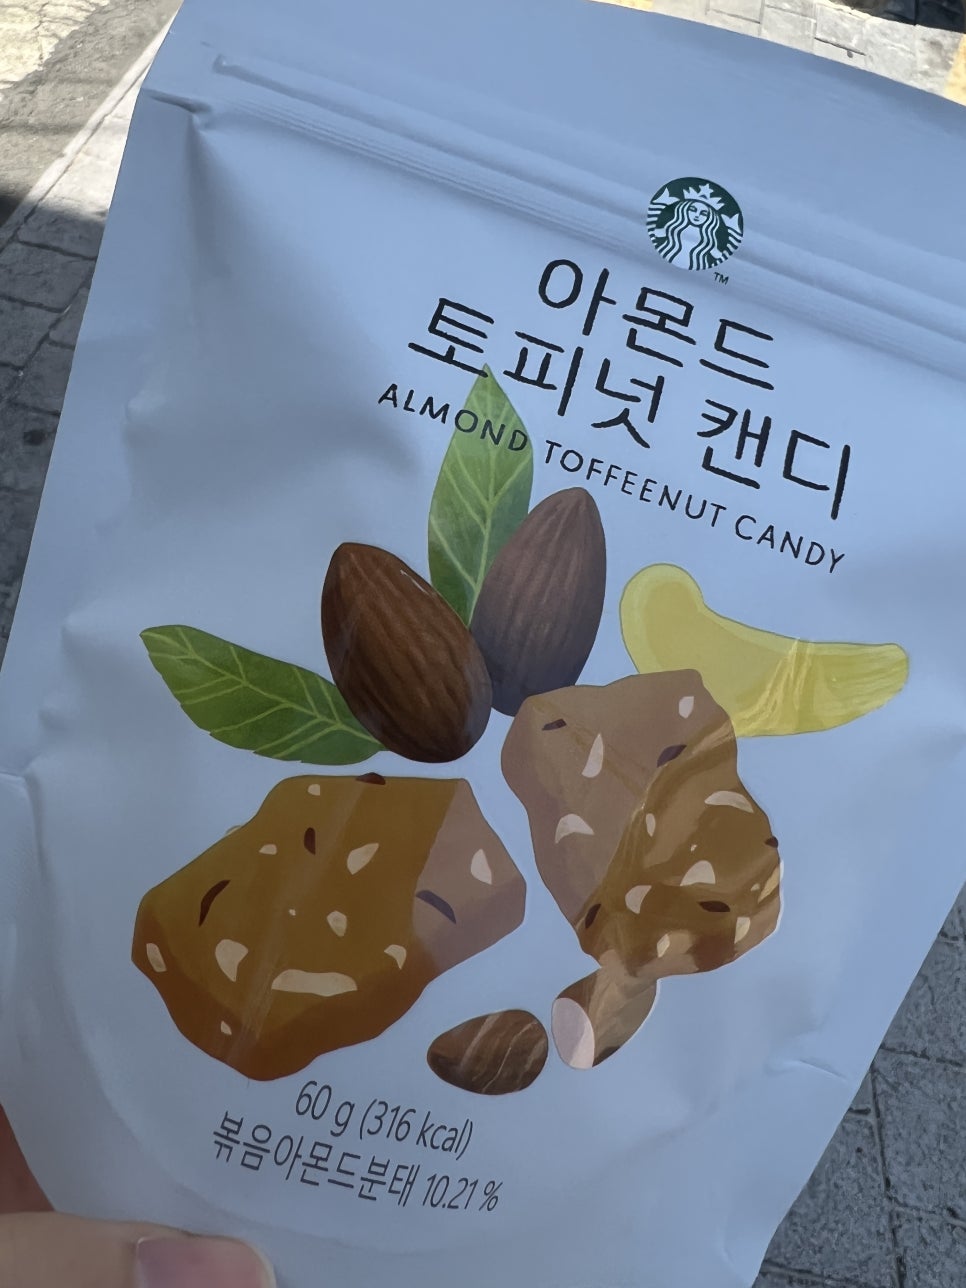 아몬드
토피넛 캔디
ALMOND TOFFEENUT CANDY
60 g (316 kcal)
볶음아몬드분태 10.21 %
TM